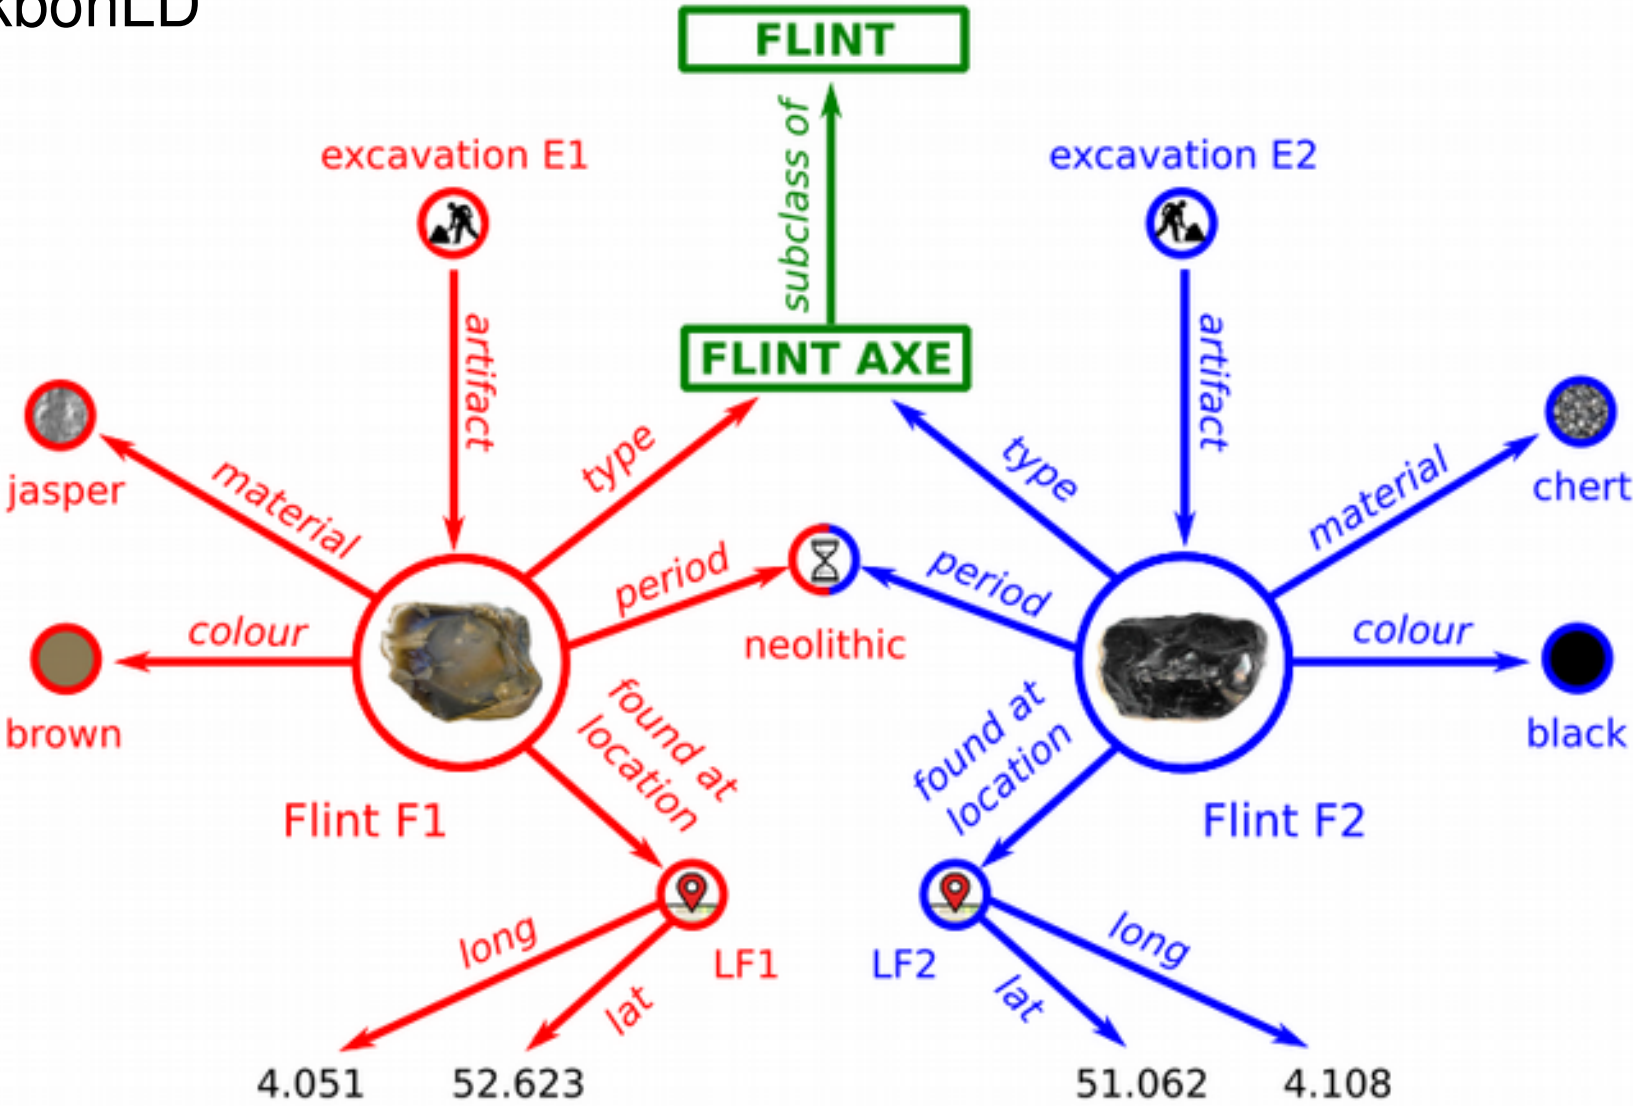 FLINT
subclass of
excavation E1
excavation E2
artifact
artifact
FLINT AXE
jasper
material
type
type
material
chert
period
period
neolithic
colour
colour
brown
black
found at
location
found at
location
Flint F1
Flint F2
long
lat
LF1
LF2
lat
long
4.051
52.623
51.062
4.108